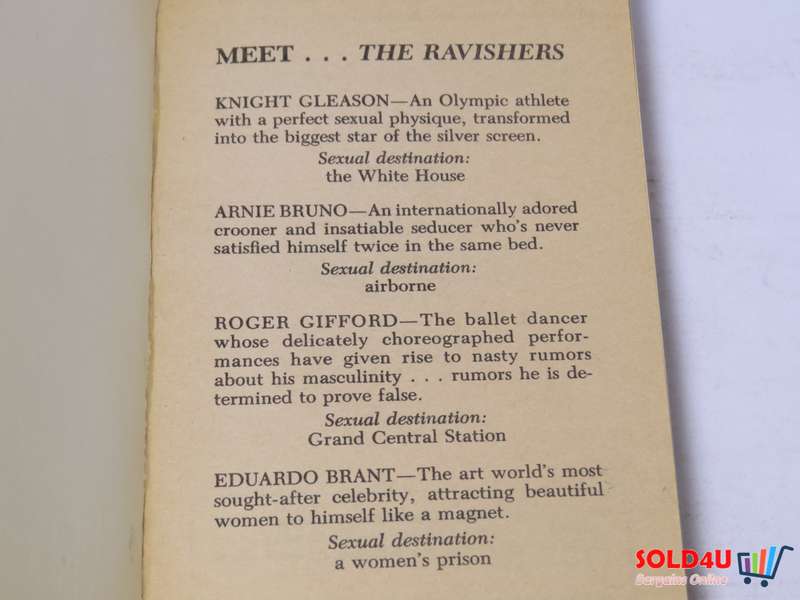 MEET . . . THE RAVISHERS
KNIGHT GLEASON—An Olympic athlete
with a perfect sexual physique, transformed
into the biggest star of the silver screen.
Sexual destination:
the White House
ARNIE BRUNO—An internationally adored
crooner and insatiable seducer who's never
satisfied himself twice in the same bed.
Sexual destination:
airborne
ROGER GIFFORD—The ballet dancer
whose delicately choreographed perfor-
mances have given rise to nasty rumors
about his masculinity . . . rumors he is de-
termined to prove false.
Sexual destination:
Grand Central Station
EDUARDO BRANT—The art world's most
sought-after celebrity, attracting beautiful
women to himself like a magnet.
Sexual destination:
a women's prison
SOLD4U
Bargains Online